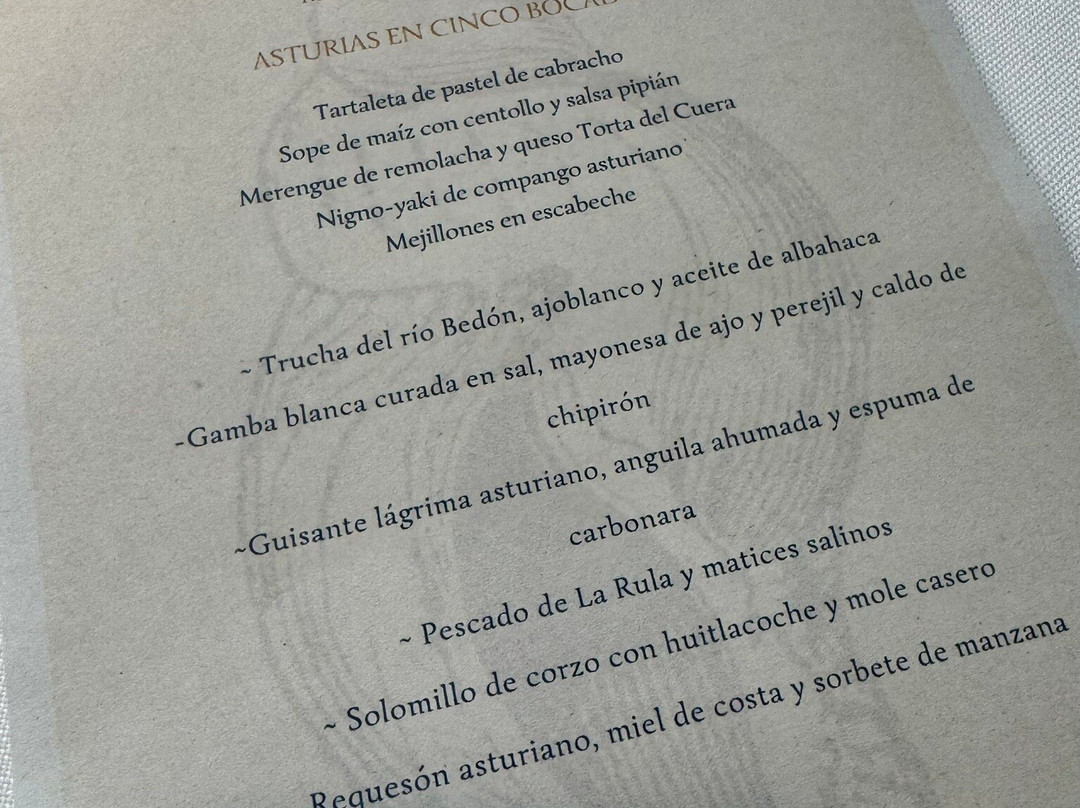 ASTURIAS EN CINCO
Tartaleta de pastel de cabracho
Sope de maíz con centollo y salsa pipián
Merengue de remolacha y queso Torta del Cuera
Nigno-yaki de compango asturiano
Mejillones en escabeche
~ Trucha del río Bedón, ajoblanco y aceite de albahaca
-Gamba blanca curada en sal, mayonesa de ajo y perejil y caldo de
chipirón
~Guisante lágrima asturiano, anguila ahumada y espuma de
carbonara
~ Pescado de La Rula y matices salinos
~ Solomillo de corzo con huitlacoche y mole casero
Requesón asturiano, miel de costa y sorbete de manzana